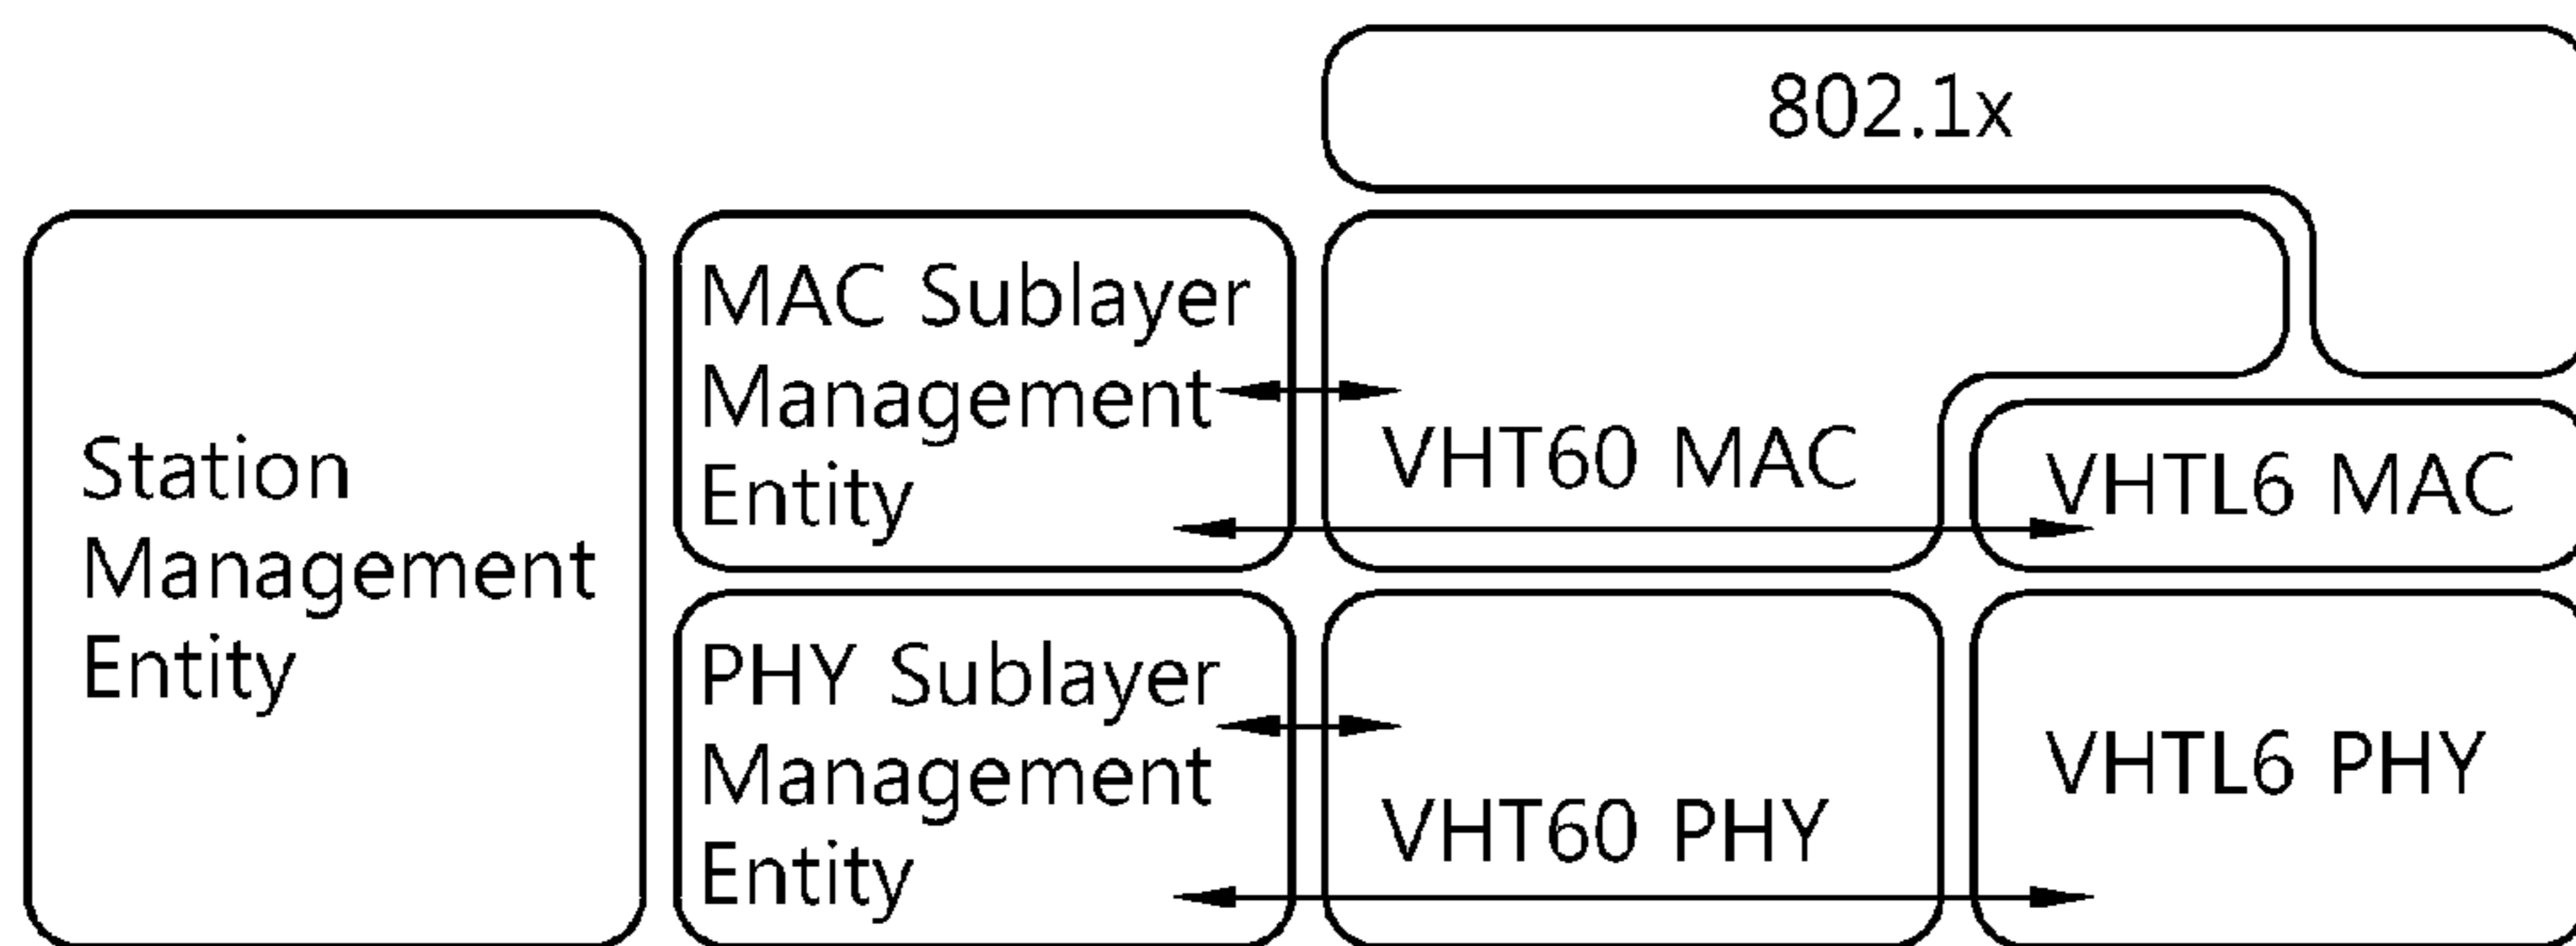 802.1x
Station
Management
Entity
MAC Sublayer
Management
Entity
VHT60 MAC
VHTL6 MAC
PHY Sublayer
Management
Entity
VHT60 PHY
VHTL6 PHY